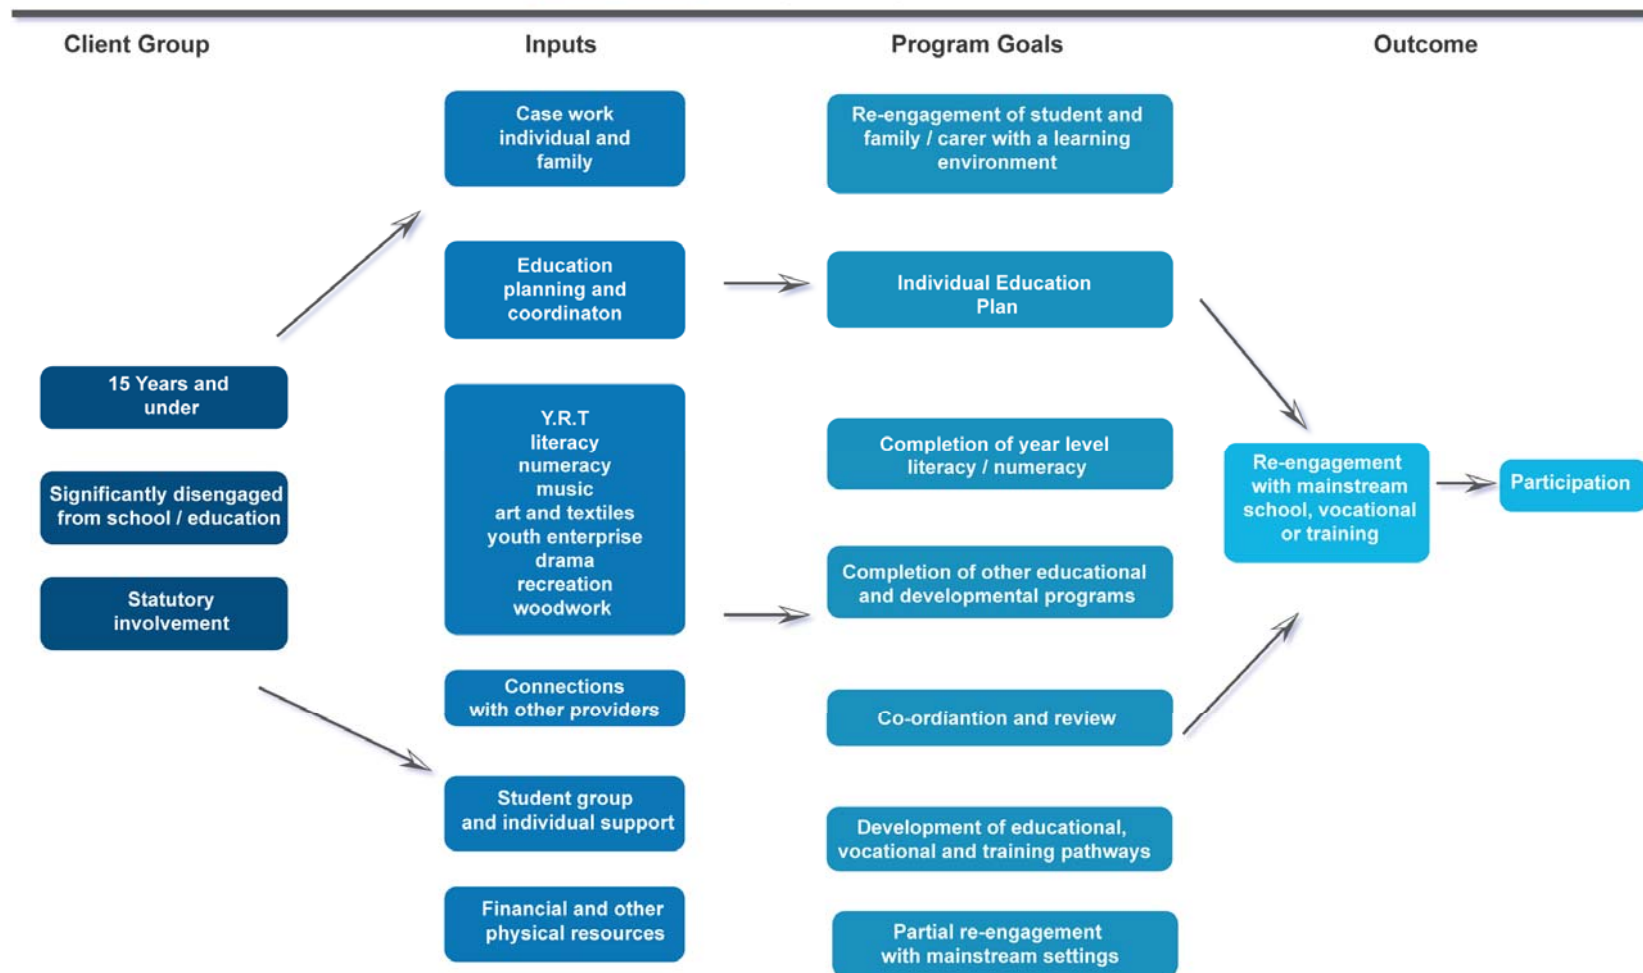 Client Group
Inputs
Program Goals
Outcome
15 Years and
under
Significantly disengaged
from school / education
Statutory
involvement
Case work
individual and
family
Education
planning and
coordinaton
Y.R.T
literacy
numeracy
music
art and textiles
youth enterprise
drama
recreation
woodwork
Connections
with other providers
Student group
and individual support
Financial and other
physical resources
Re-engagement of student and
family / carer with a learning
environment
Individual Education
Plan
Completion of year level
literacy / numeracy
Completion of other educational
and developmental programs
Co-ordiantion and review
Development of educational,
vocational and training pathways
Partial re-engagement
with mainstream settings
Re-engagement
with mainstream
school, vocational
or training
Participation